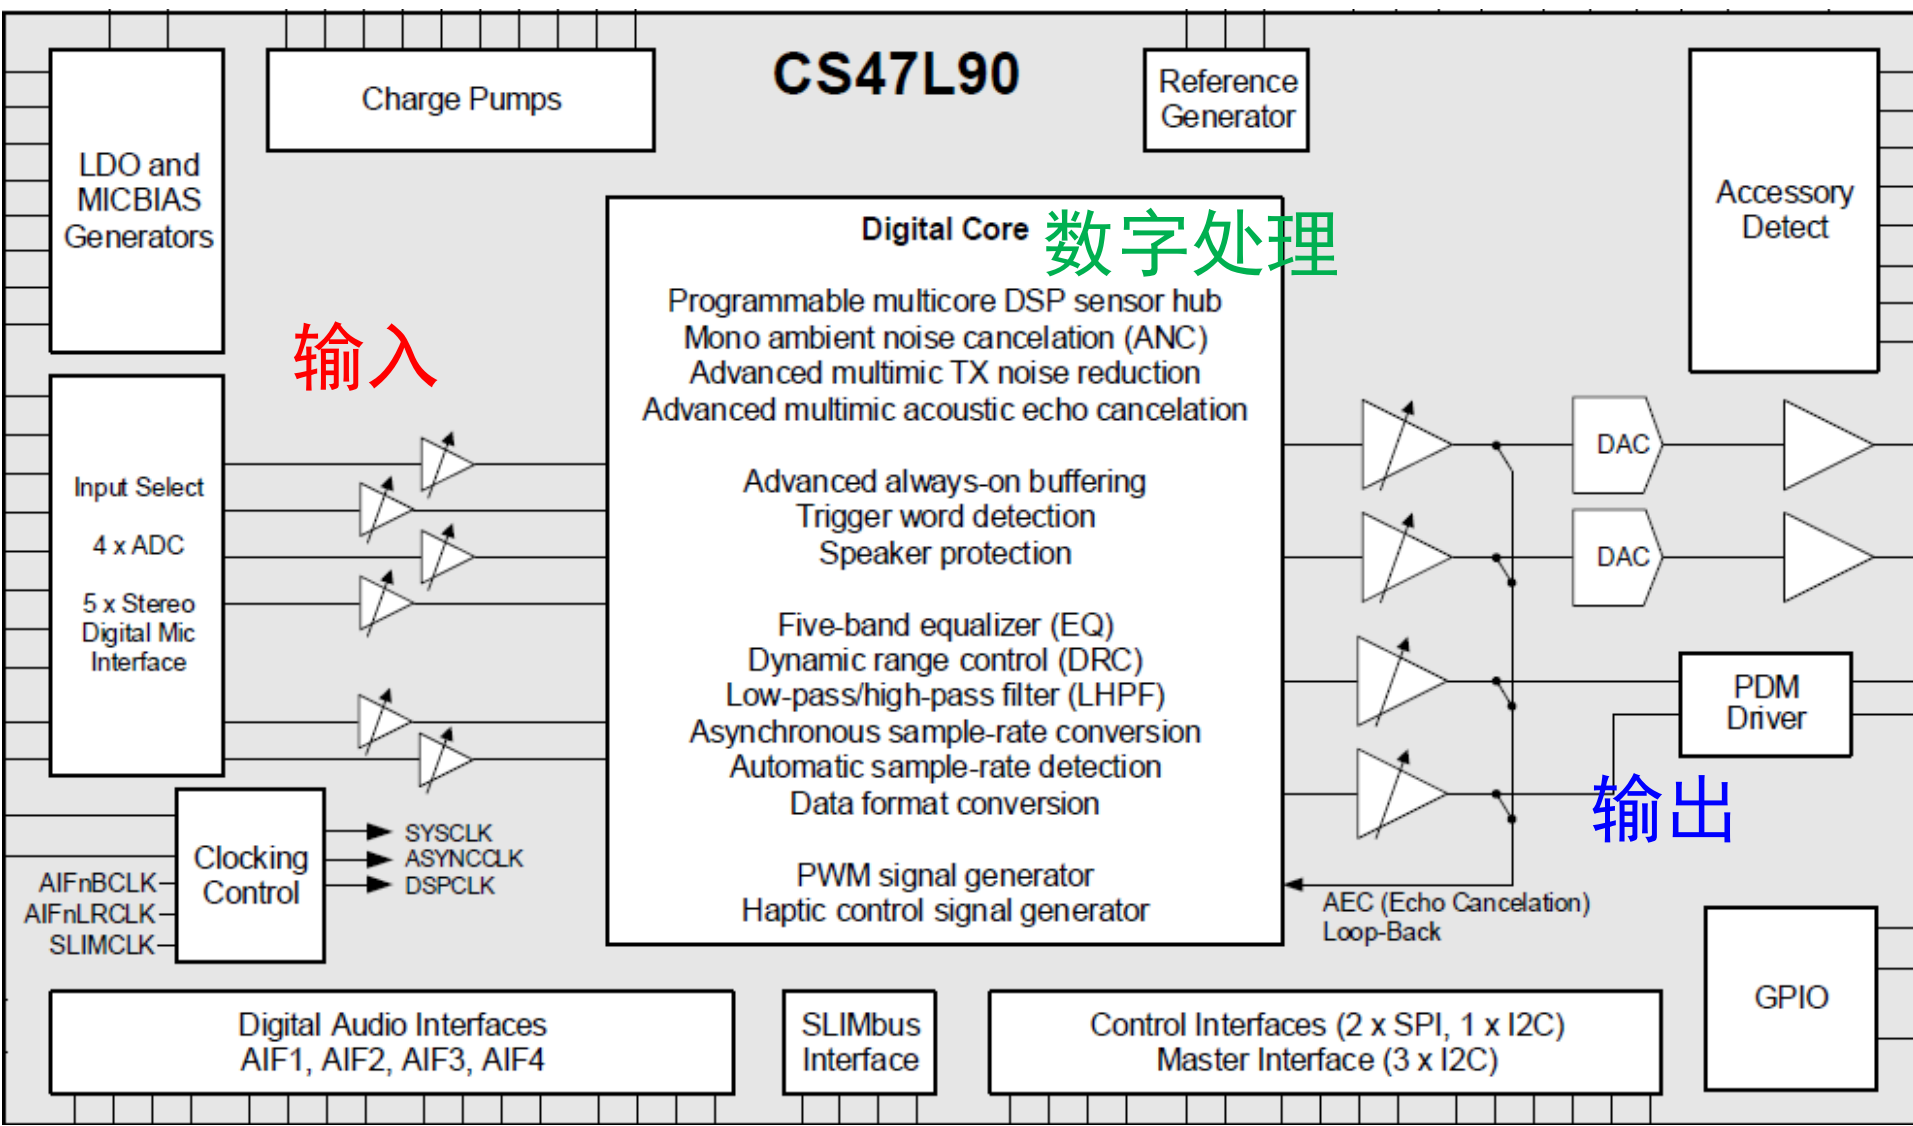 CS47L90
Charge Pumps
Reference
Generator
LDO and
MICBIAS
Generators
Accessory
Detect
Digital Core
数字处理
Programmable multicore DSP sensor hub
Mono ambient noise cancelation (ANC)
Advanced multimic TX noise reduction
Advanced multimic acoustic echo cancelation
Advanced always-on buffering
Trigger word detection
Speaker protection
Five-band equalizer (EQ)
Dynamic range control (DRC)
Low-pass/high-pass filter (LHPF)
Asynchronous sample-rate conversion
Automatic sample-rate detection
Data format conversion
PWM signal generator
Haptic control signal generator
输入
Input Select
4 x ADC
5 x Stereo
Digital Mic
Interface
DAC
DAC
PDM
Driver
输出
Clocking
Control
SYSCLK
ASYNCCLK
DSPCLK
AIFnBCLK
AIFnLRCLK
SLIMCLK
AEC (Echo Cancelation)
Loop-Back
GPIO
Digital Audio Interfaces
AIF1, AIF2, AIF3, AIF4
SLIMbus
Interface
Control Interfaces (2 x SPI, 1 x I2C)
Master Interface (3 x I2C)